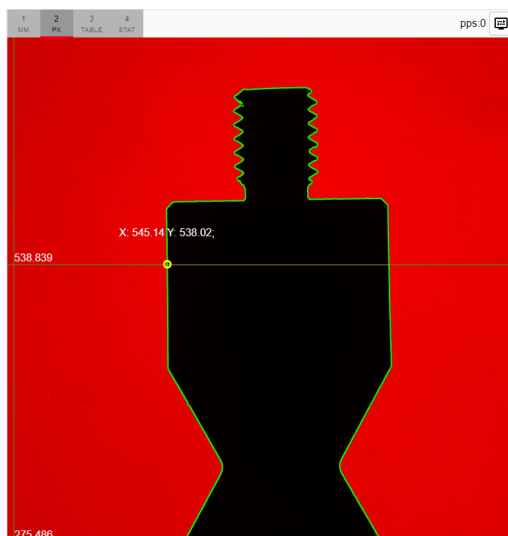 1 2 3 4 pps:0
MM PX TABLE STAT
X: 545.14 Y: 538.02;
538.839
275.486